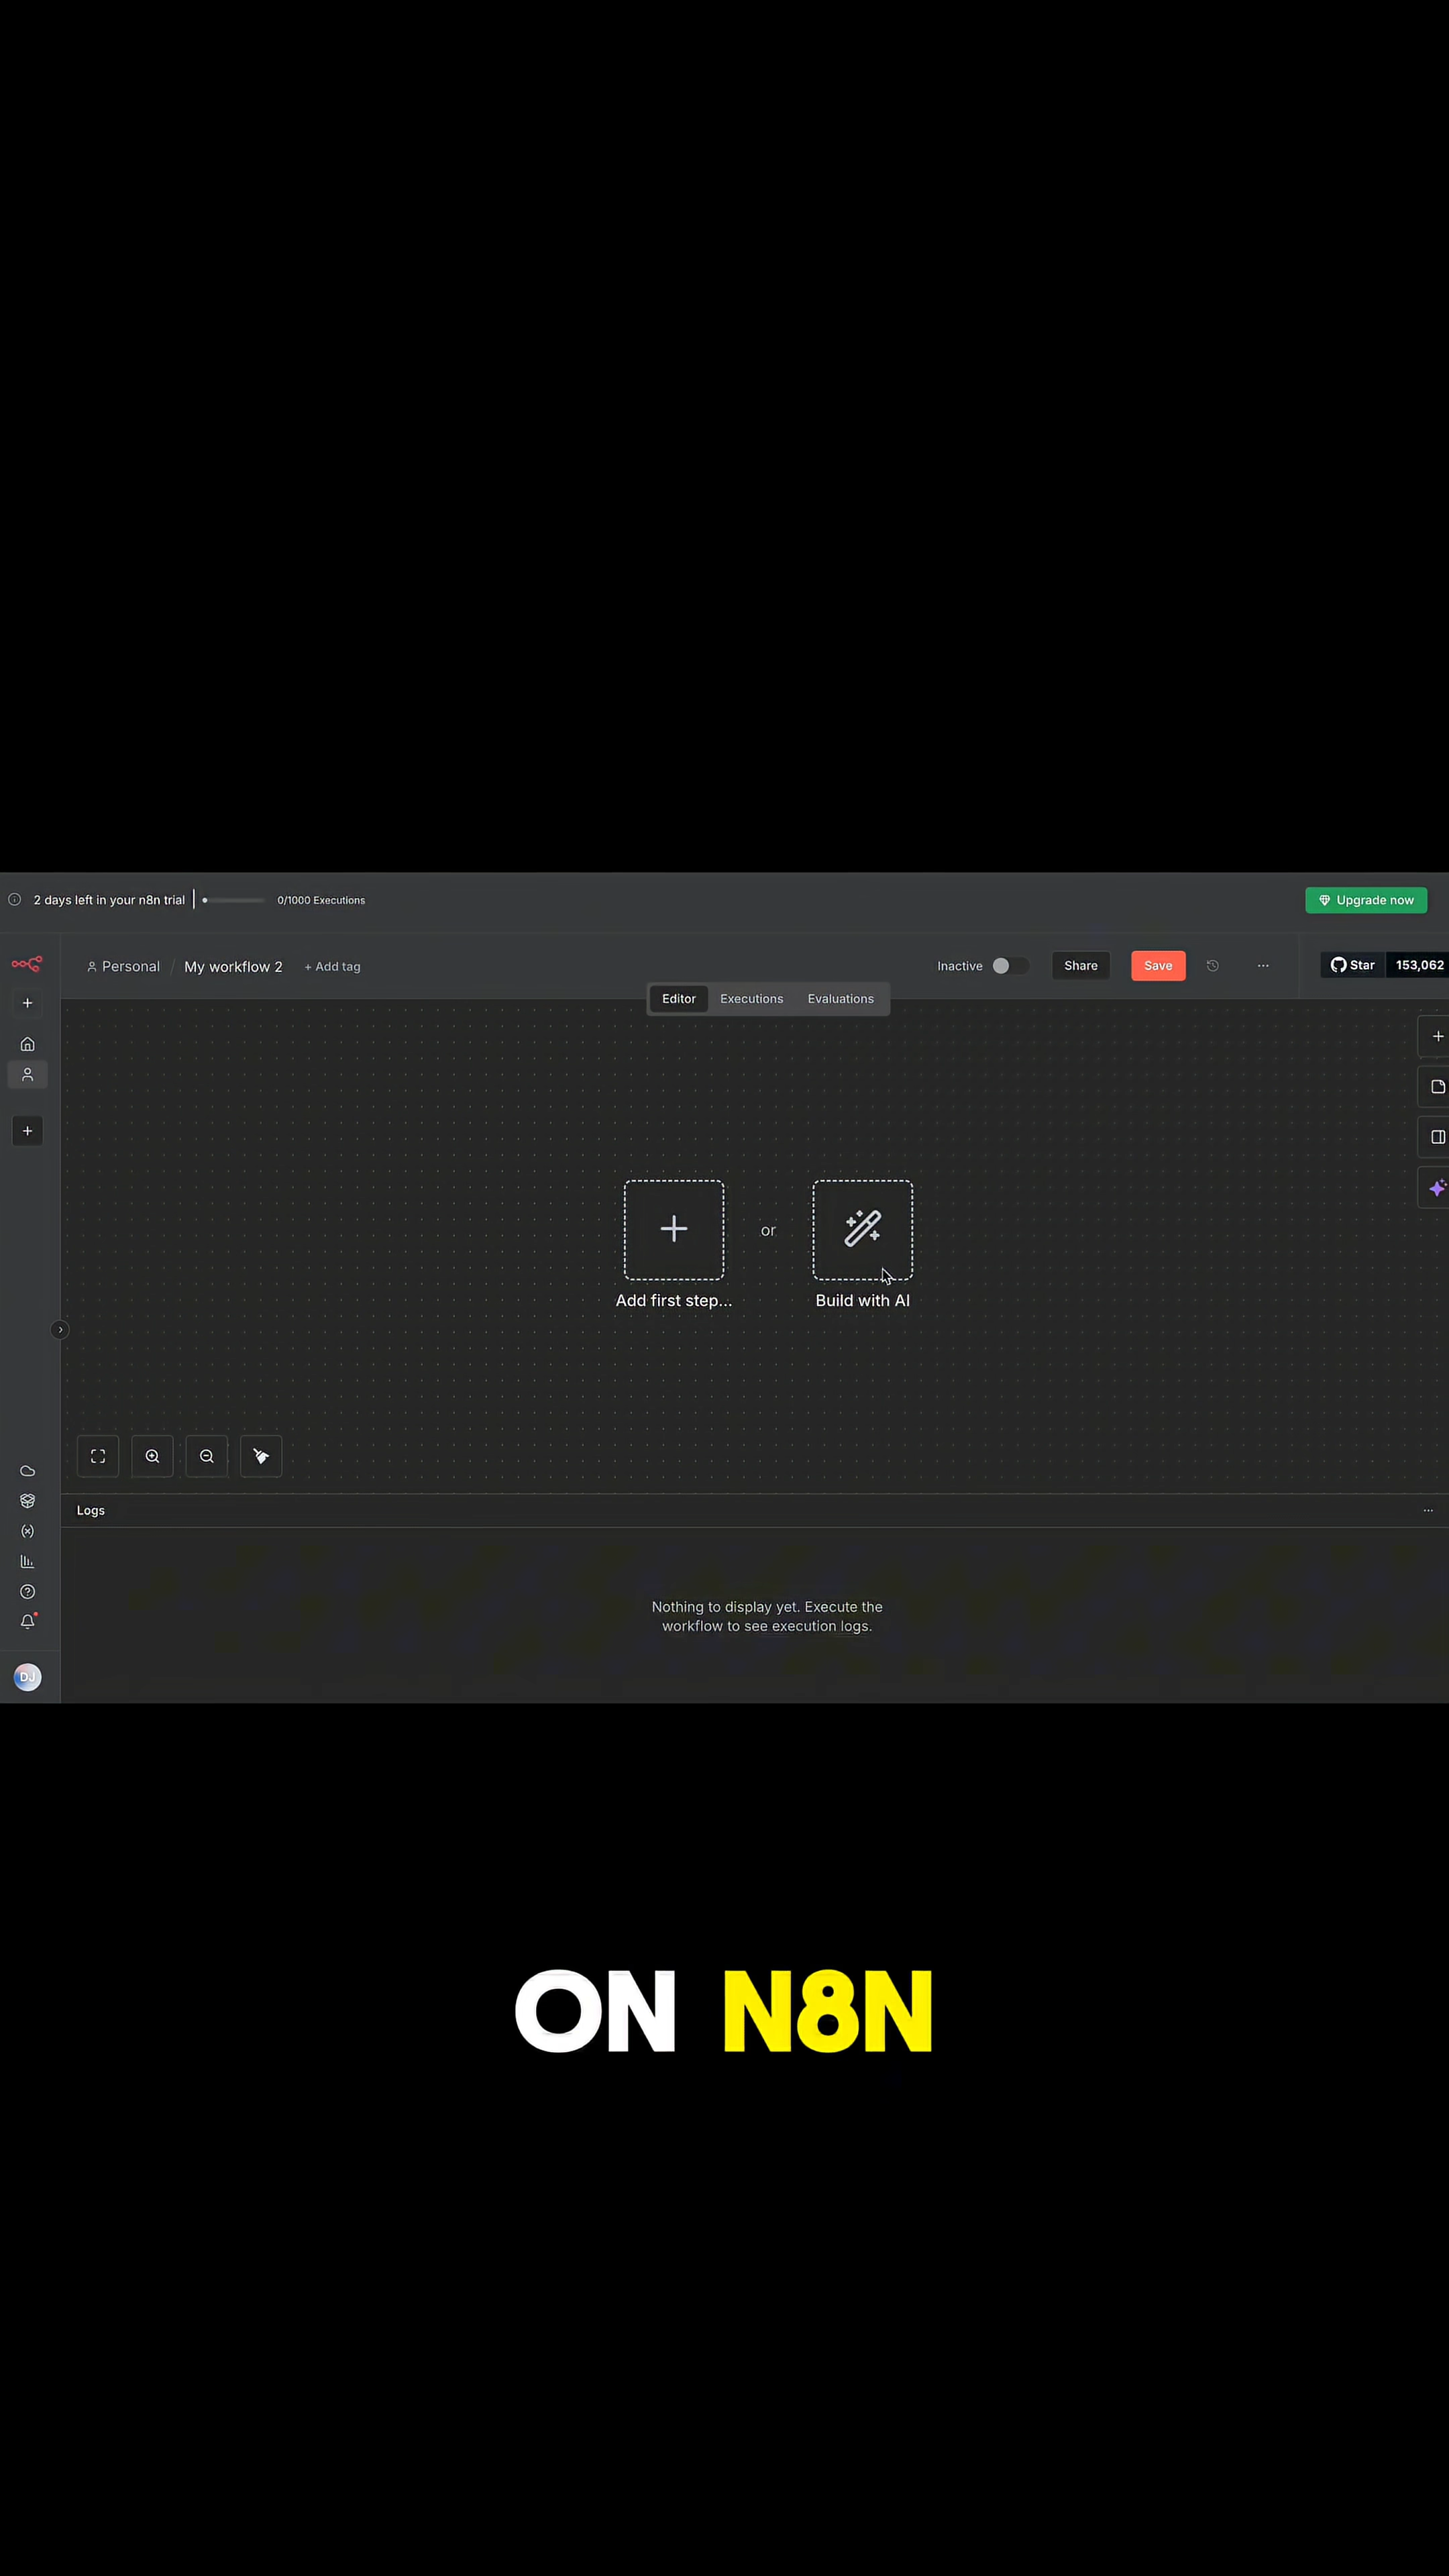 2 days left in your n8n trial
0/1000 Executions
Upgrade now
Personal / My workflow 2 + Add tag
Inactive
Share
Save
...
Star
153,062
Editor
Executions
Evaluations
or
Add first step...
Build with AI
Logs
...
Nothing to display yet. Execute the
workflow to see execution logs.
DJ
ON N8N